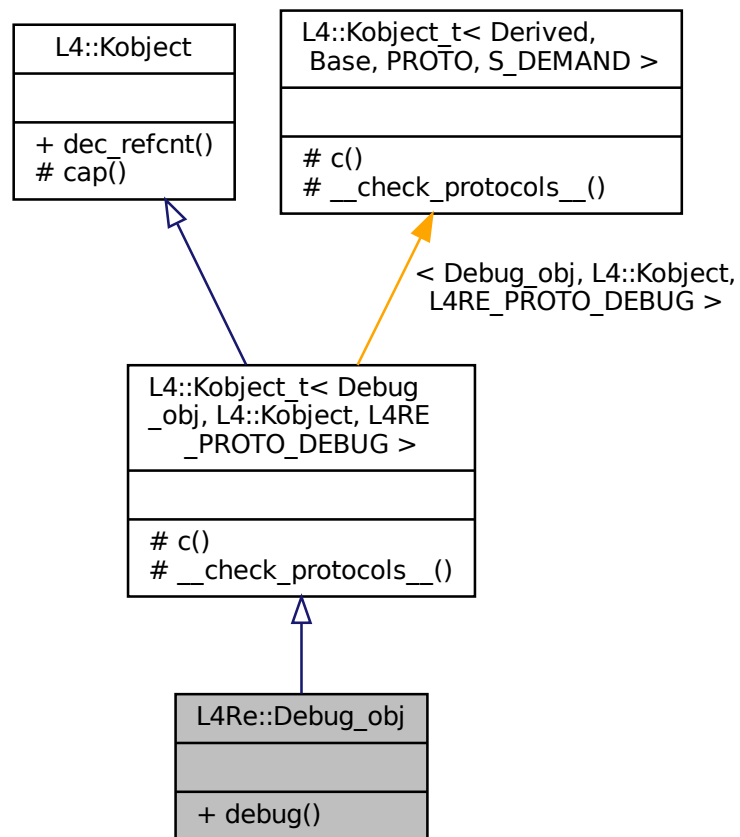 L4::Kobject
+ dec_refcnt()
# cap()
L4::Kobject_t< Derived,
Base, PROTO, S_DEMAND >
# c()
# __check_protocols__()
< Debug_obj, L4::Kobject,
L4RE_PROTO_DEBUG >
L4::Kobject_t< Debug
_obj, L4::Kobject, L4RE
_PROTO_DEBUG >
# c()
# __check_protocols__()
L4Re::Debug_obj
+ debug()